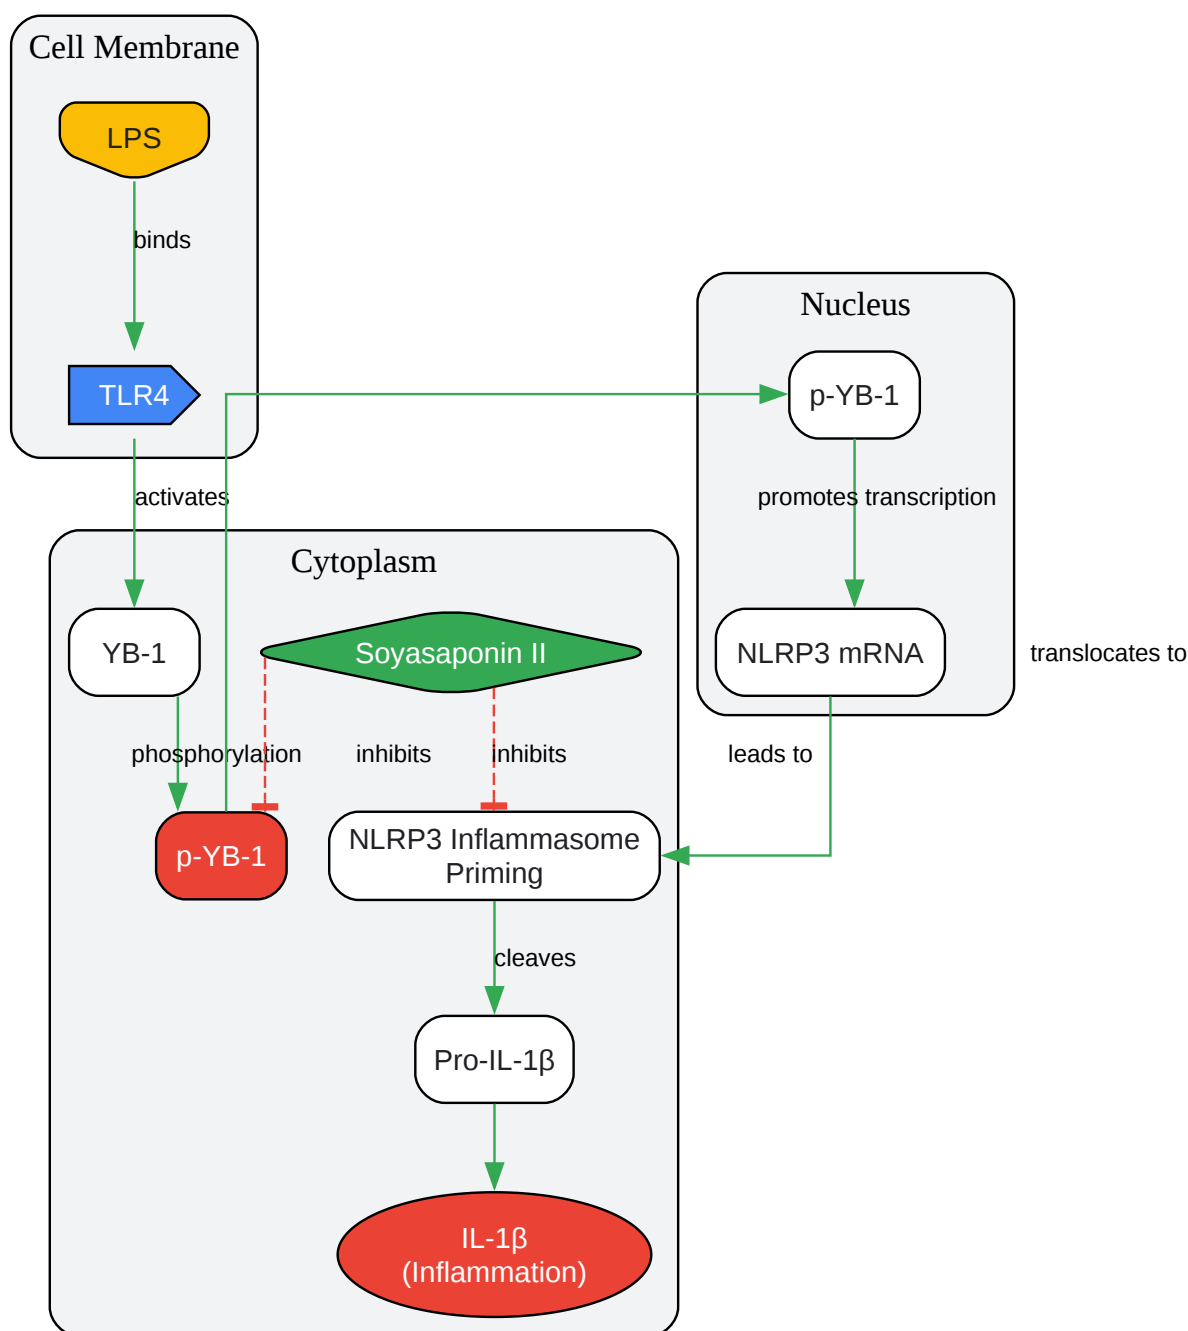 Cell Membrane
LPS
binds
TLR4
activates
Nucleus
p-YB-1
promotes transcription
NLRP3 mRNA
translocates to
leads to
Cytoplasm
YB-1
Soyasaponin II
phosphorylation
inhibits
inhibits
p-YB-1
NLRP3 Inflammasome
Priming
cleaves
Pro-IL-1β
IL-1β
(Inflammation)